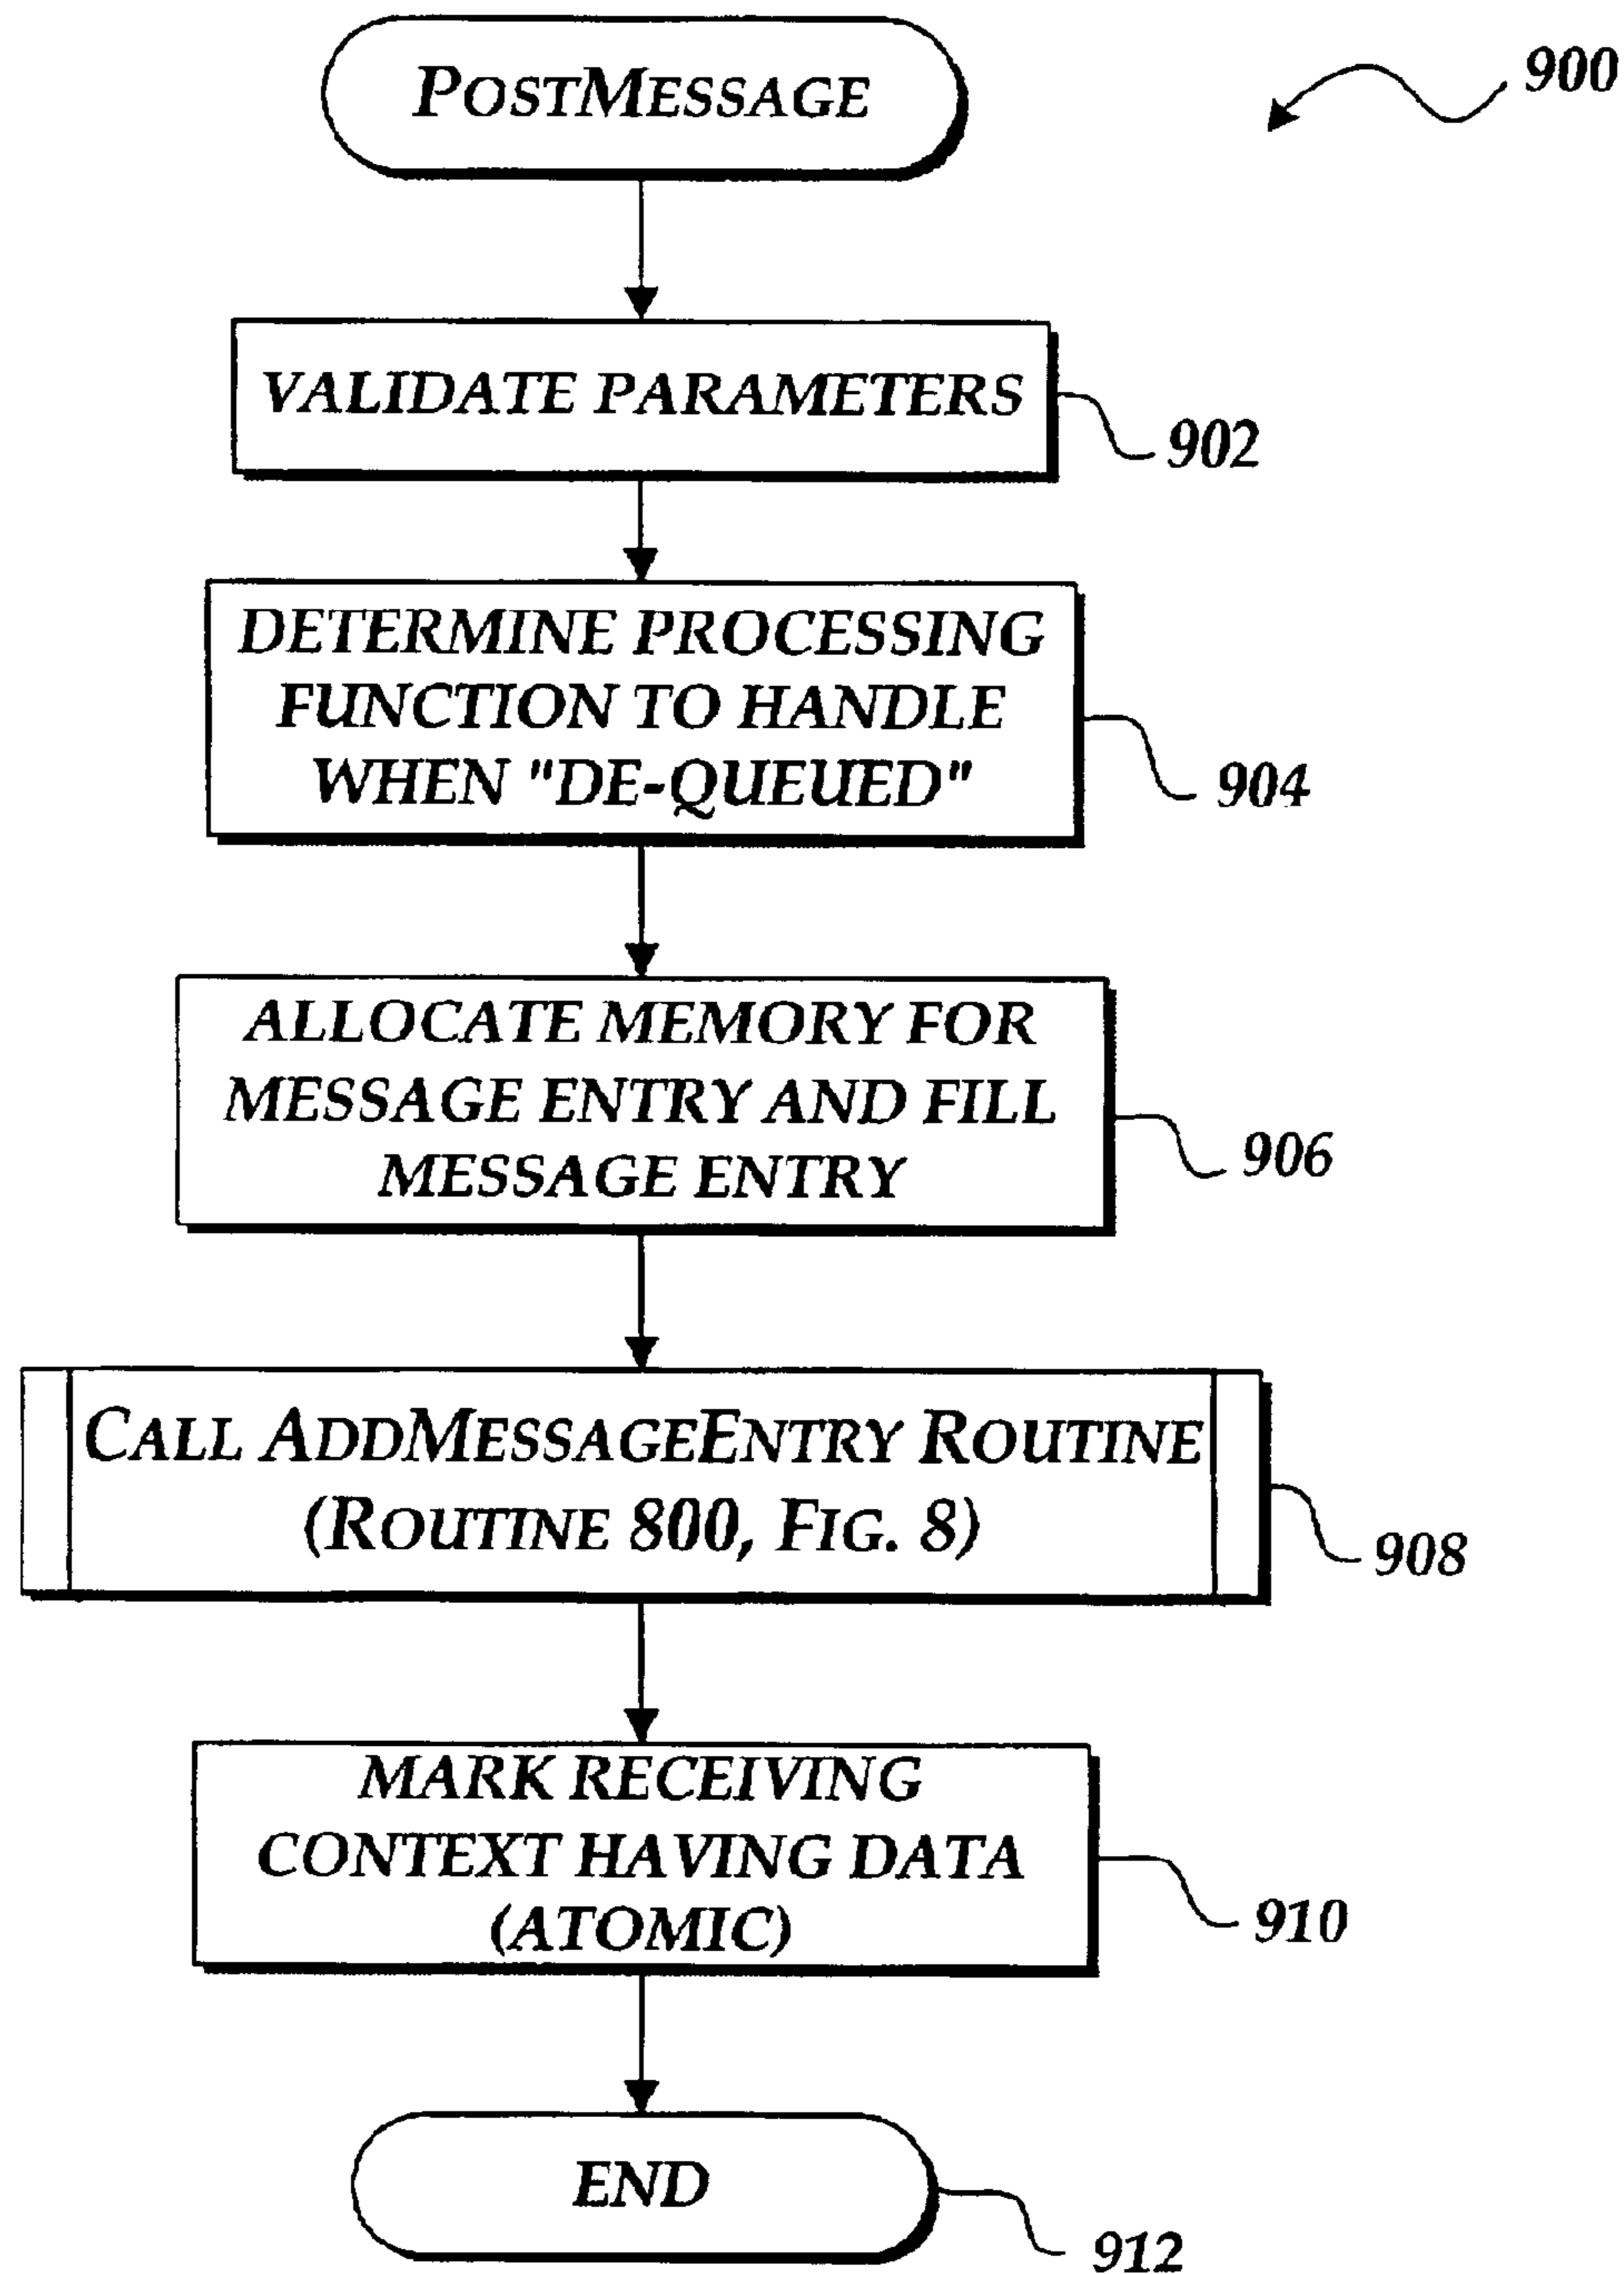 POSTMESSAGE
900
VALIDATE PARAMETERS
902
DETERMINE PROCESSING
FUNCTION TO HANDLE
WHEN "DE-QUEUED"
904
ALLOCATE MEMORY FOR
MESSAGE ENTRY AND FILL
MESSAGE ENTRY
906
CALL ADDMESSAGEENTRY ROUTINE
(ROUTINE 800, FIG. 8)
908
MARK RECEIVING
CONTEXT HAVING DATA
(ATOMIC)
910
END
912